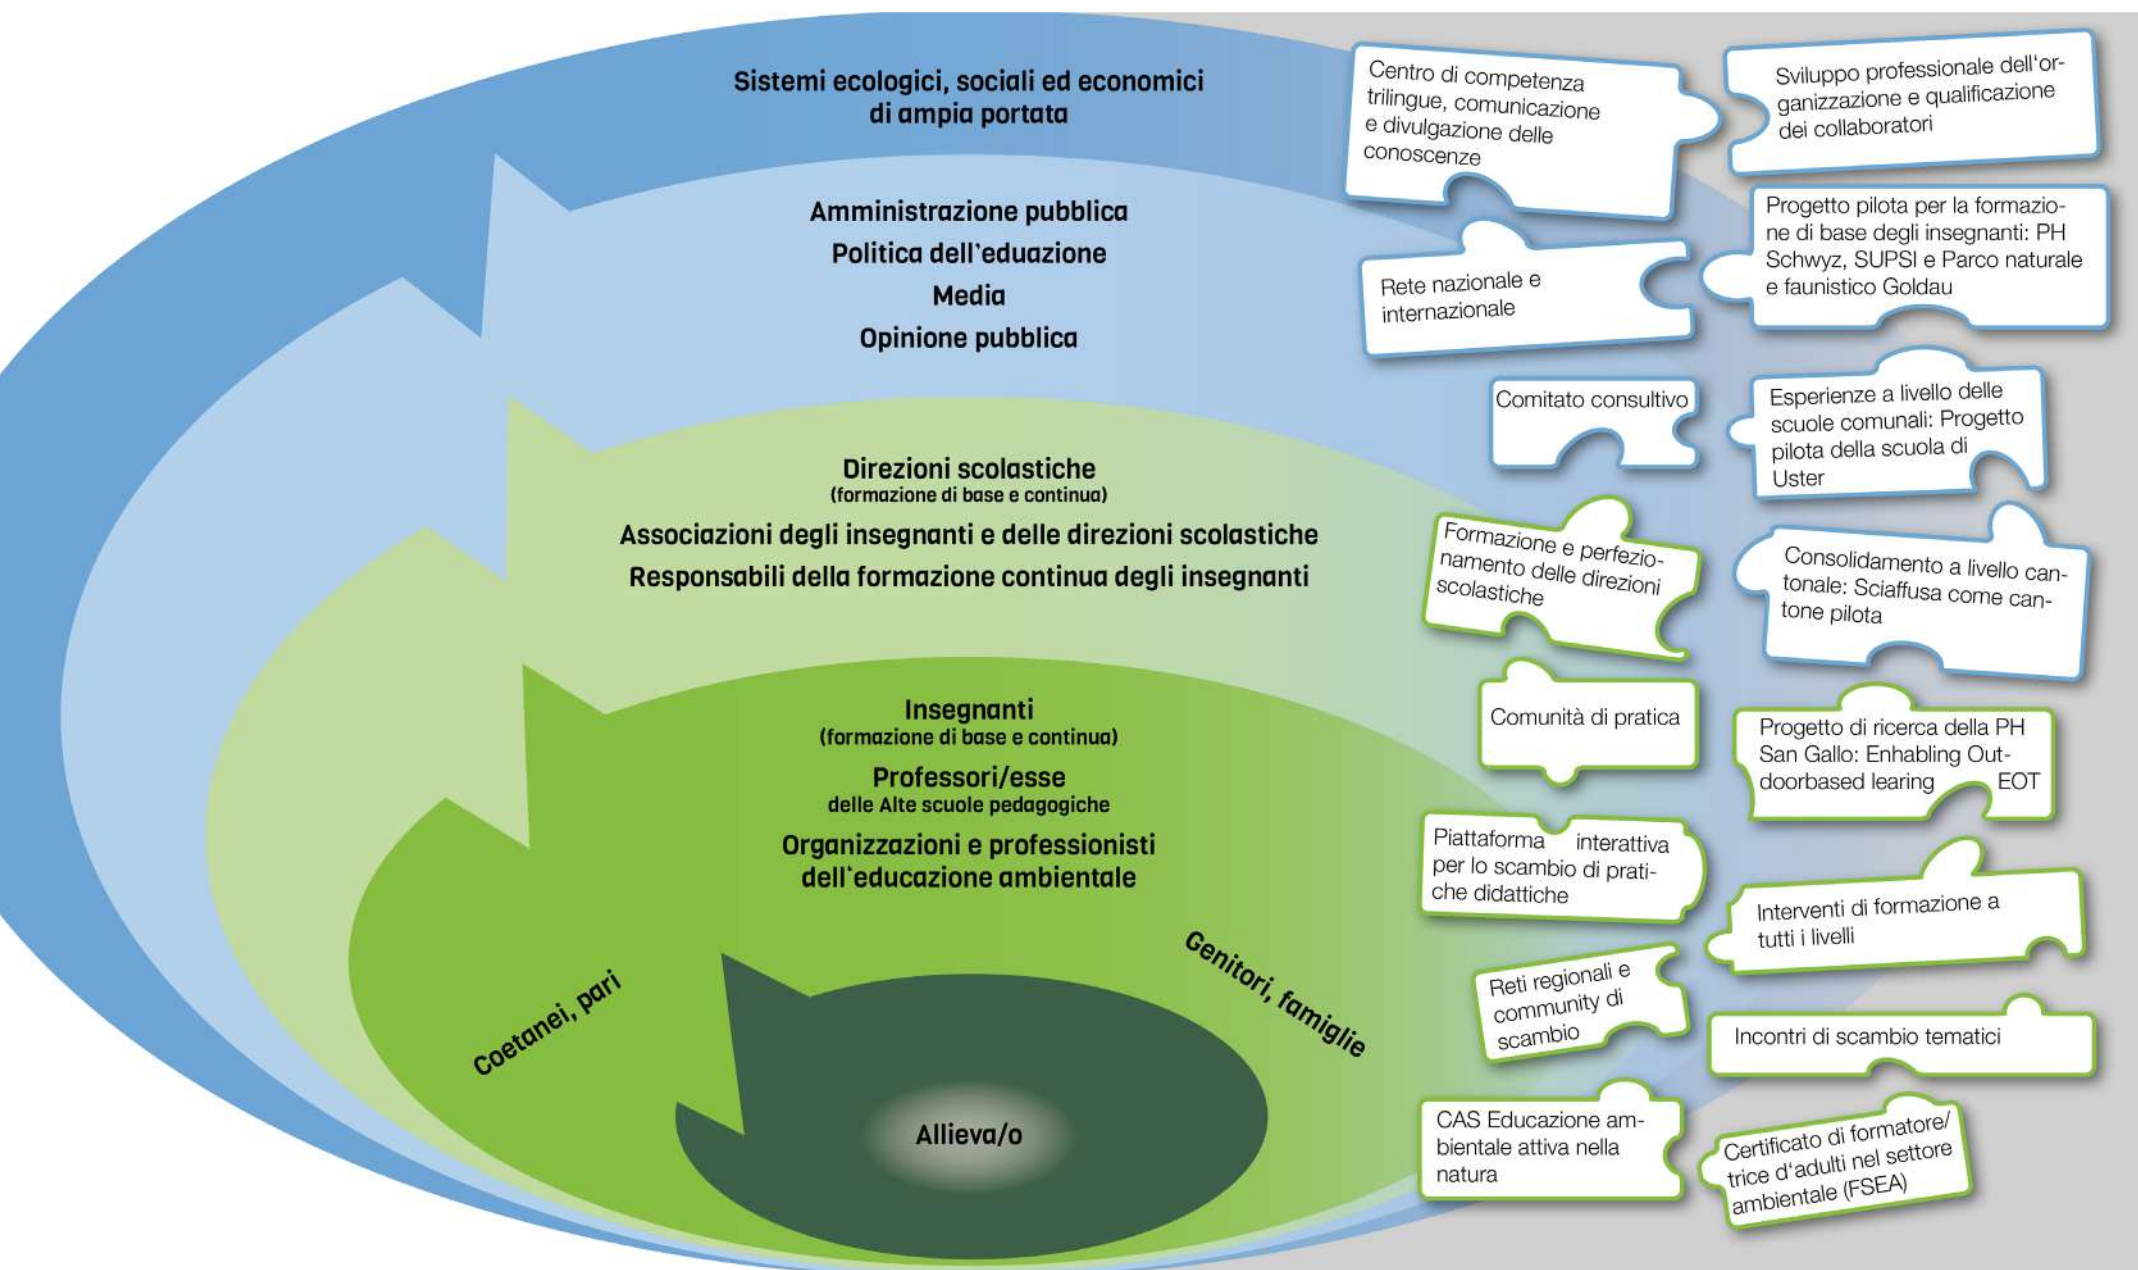 Sistemi ecologici, sociali ed economici
di ampia portata
Amministrazione pubblica
Politica dell'eduazione
Media
Opinione pubblica
Direzioni scolastiche
(formazione di base e continua)
Associazioni degli insegnanti e delle direzioni scolastiche
Responsabili della formazione continua degli insegnanti
Insegnanti
(formazione di base e continua)
Professori/esse
delle Alte scuole pedagogiche
Organizzazioni e professionisti
dell‘educazione ambientale
Coetanei, pari
Genitori, famiglie
Allieva/o
Centro di competenza
trilingue, comunicazione
e divulgazione delle
conoscenze
Sviluppo professionale dell‘or-
ganizzazione e qualificazione
dei collaboratori
Rete nazionale e
internazionale
Progetto pilota per la formazio-
ne di base degli insegnanti: PH
Schwyz, SUPSI e Parco naturale
e faunistico Goldau
Comitato consultivo
Esperienze a livello delle
scuole comunali: Progetto
pilota della scuola di
Uster
Formazione e perfezio-
namento delle direzioni
scolastiche
Consolidamento a livello can-
tonale: Sciaffusa come can-
tone pilota
Comunità di pratica
Progetto di ricerca della PH
San Gallo: Enhabling Out-
doorbased learing EOT
Piattaforma interattiva
per lo scambio di prati-
che didattiche
Interventi di formazione a
tutti i livelli
Reti regionali e
community di
scambio
Incontri di scambio tematici
CAS Educazione am-
bientale attiva nella
natura
Certificato di formatore/
trice d‘adulti nel settore
ambientale (FSEA)